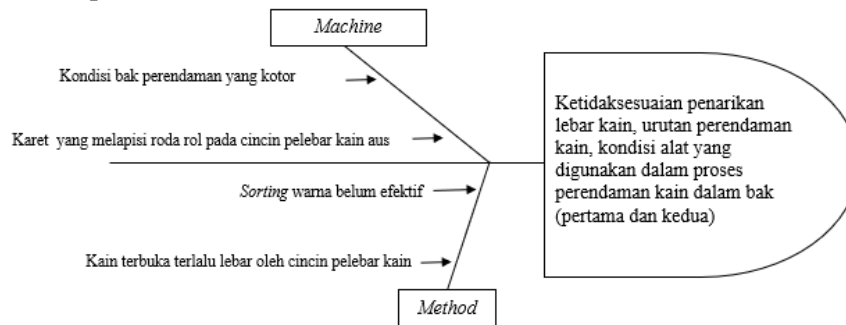 Machine
Kondisi bak perendaman yang kotor
Karet yang melapisi roda rol pada cincin pelebar kain aus
Sorting warna belum efektif
Kain terbuka terlalu lebar oleh cincin pelebar kain
Method
Ketidaksesuaian penarikan
lebar kain, urutan perendaman
kain, kondisi alat yang
digunakan dalam proses
perendaman kain dalam bak
(pertama dan kedua)